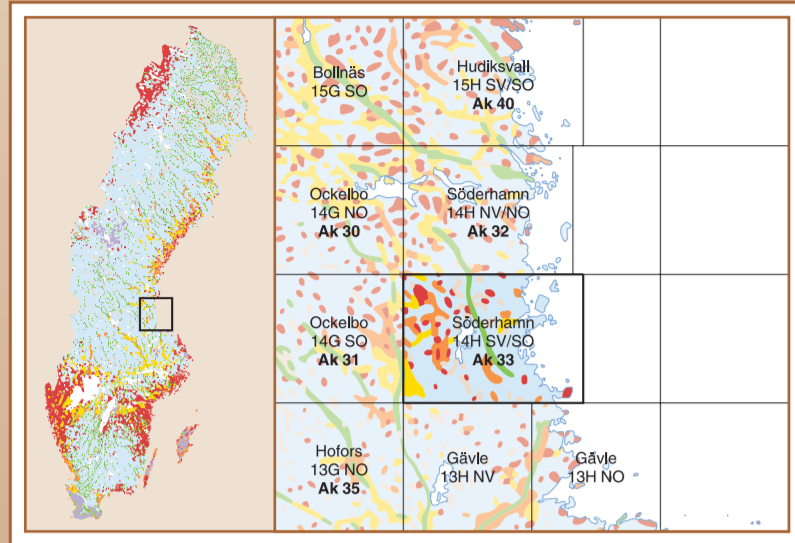 Bollnäs
15G SO
Hudiksvall
15H SV/SO
Ak 40
Ockelbo
14G NO
Ak 30
Söderhamn
14H NV/NO
Ak 32
Ockelbo
14G SO
Ak 31
Söderhamn
14H SV/SO
Ak 33
Hofors
13G NO
Ak 35
Gävle
13H NV
Gävle
13H NO